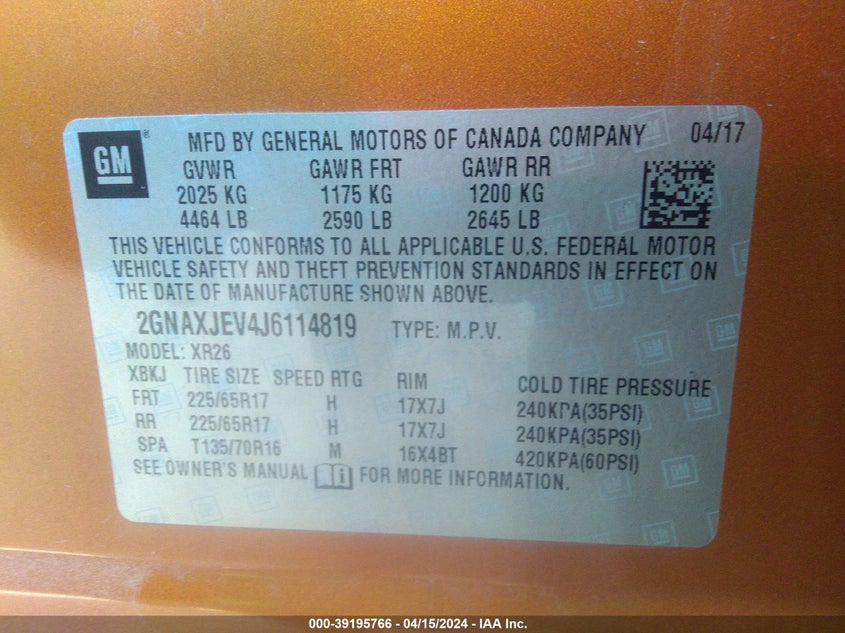 GM ® MFD BY GENERAL MOTORS OF CANADA COMPANY 04/17
GVWR GAWR FRT GAWR RR
2025 KG 1175 KG 1200 KG
4464 LB 2590 LB 2645 LB
THIS VEHICLE CONFORMS TO ALL APPLICABLE U.S. FEDERAL MOTOR
VEHICLE SAFETY AND THEFT PREVENTION STANDARDS IN EFFECT ON
THE DATE OF MANUFACTURE SHOWN ABOVE.
2GNAXJEV4J6114819 TYPE: M.P.V.
MODEL: XR26
XBKJ TIRE SIZE SPEED RTG RIM COLD TIRE PRESSURE
FRT 225/65R17 H 17X7J 240KPA(35PSI)
RR 225/65R17 H 17X7J 240KPA(35PSI)
SPA T135/70R16 M 16X4BT 420KPA(60PSI)
SEE OWNER'S MANUAL FOR MORE INFORMATION.
000-39195766 - 04/15/2024 - IAA Inc.